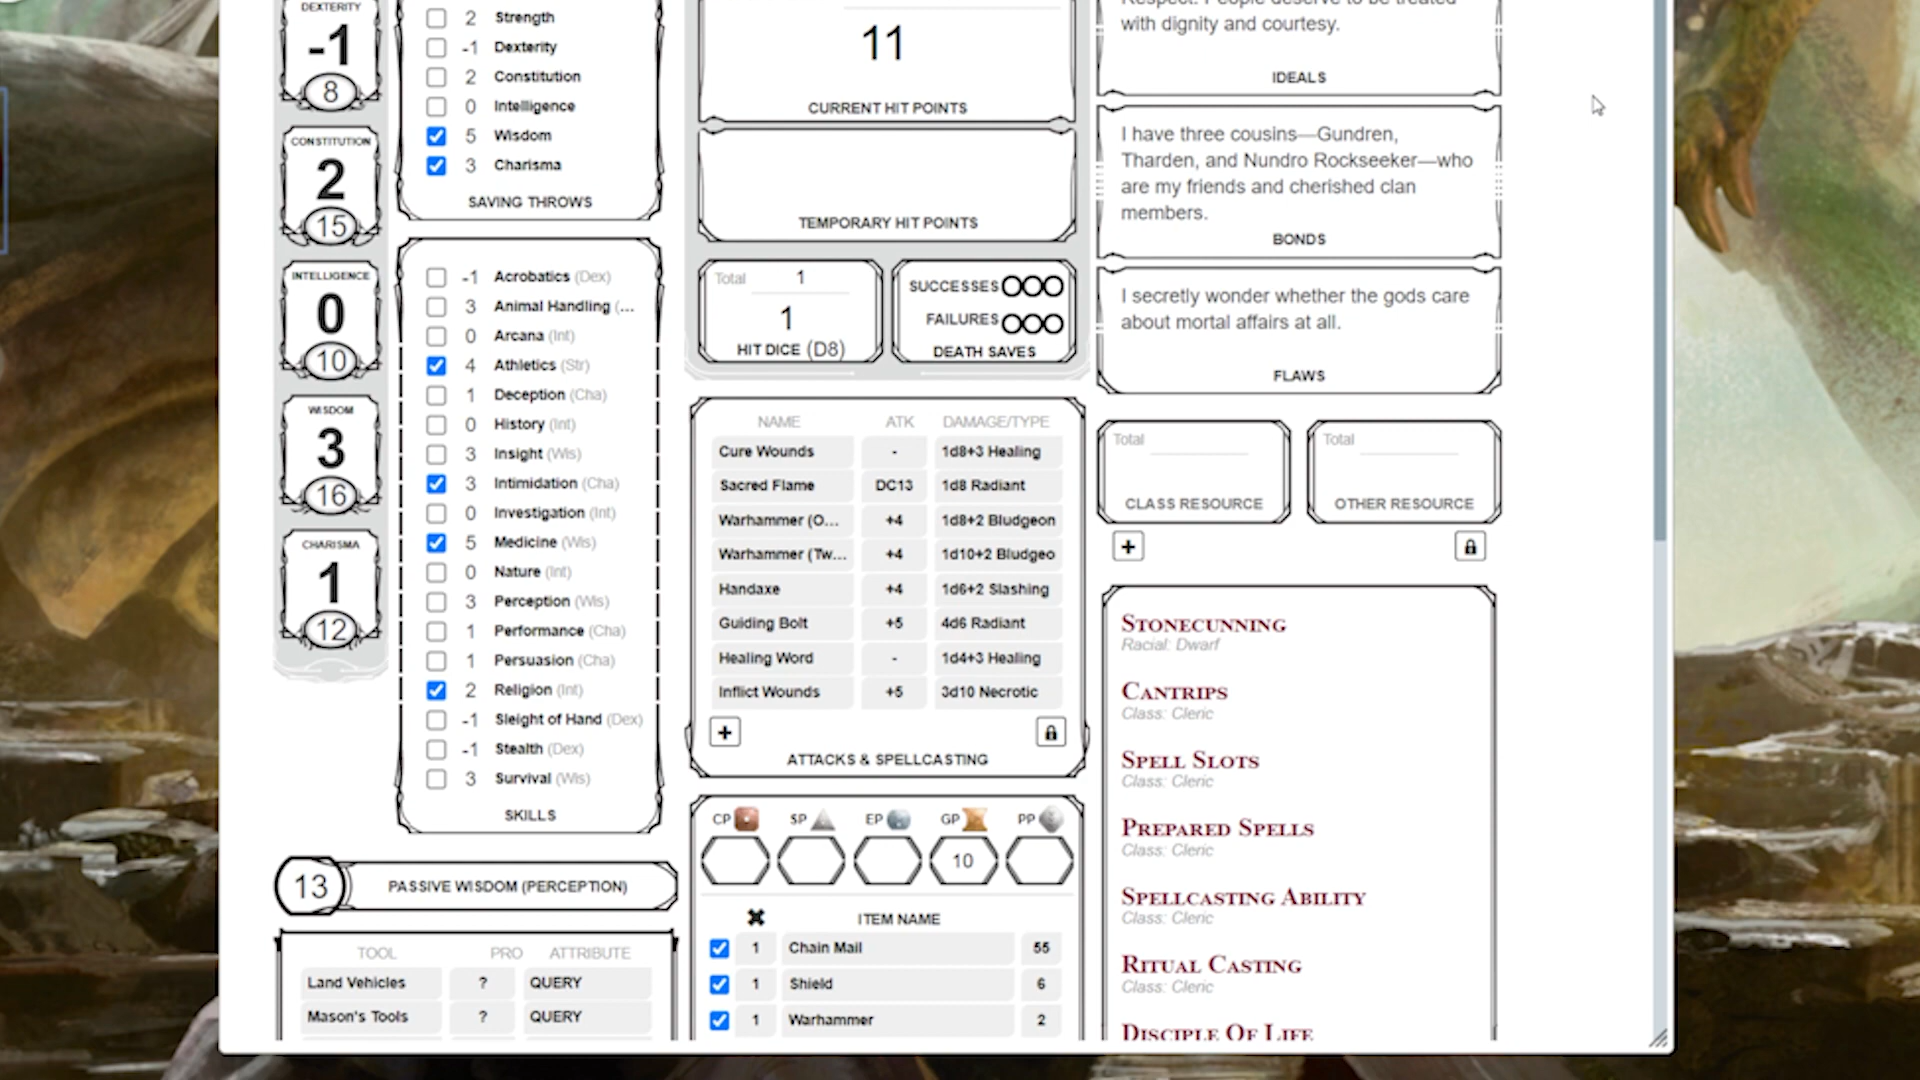 DEXTERITY
-1
8
CONSTITUTION
2
15
INTELLIGENCE
0
10
WISDOM
3
16
CHARISMA
1
12
2 Strength
-1 Dexterity
2 Constitution
0 Intelligence
5 Wisdom
3 Charisma
SAVING THROWS
-1 Acrobatics (Dex)
3 Animal Handling (...
0 Arcana (Int)
4 Athletics (Str)
1 Deception (Cha)
0 History (Int)
3 Insight (Wis)
3 Intimidation (Cha)
0 Investigation (Int)
5 Medicine (Wis)
0 Nature (Int)
3 Perception (Wis)
1 Performance (Cha)
1 Persuasion (Cha)
2 Religion (Int)
-1 Sleight of Hand (Dex)
-1 Stealth (Dex)
3 Survival (Wis)
SKILLS
13 PASSIVE WISDOM (PERCEPTION)
TOOL PRO ATTRIBUTE
Land Vehicles ? QUERY
Mason's Tools ? QUERY
11
CURRENT HIT POINTS
TEMPORARY HIT POINTS
Total 1
1
HIT DICE (D8)
SUCCESSES
FAILURES
DEATH SAVES
NAME ATK DAMAGE/TYPE
Cure Wounds - 1d8+3 Healing
Sacred Flame DC13 1d8 Radiant
Warhammer (O... +4 1d8+2 Bludgeon
Warhammer (Tw... +4 1d10+2 Bludgeo
Handaxe +4 1d6+2 Slashing
Guiding Bolt +5 4d6 Radiant
Healing Word - 1d4+3 Healing
Inflict Wounds +5 3d10 Necrotic
+
ATTACKS & SPELLCASTING
CP SP EP GP PP
10
ITEM NAME
1 Chain Mail 55
1 Shield 6
1 Warhammer 2
Respect. People deserve to be treated
with dignity and courtesy.
IDEALS
I have three cousins—Gundren,
Tharden, and Nundro Rockseeker—who
are my friends and cherished clan
members.
BONDS
I secretly wonder whether the gods care
about mortal affairs at all.
FLAWS
Total
CLASS RESOURCE
Total
OTHER RESOURCE
+
STONECUNNING
Racial: Dwarf
CANTRIPS
Class: Cleric
SPELL SLOTS
Class: Cleric
PREPARED SPELLS
Class: Cleric
SPELLCASTING ABILITY
Class: Cleric
RITUAL CASTING
Class: Cleric
DISCIPLE OF LIFE